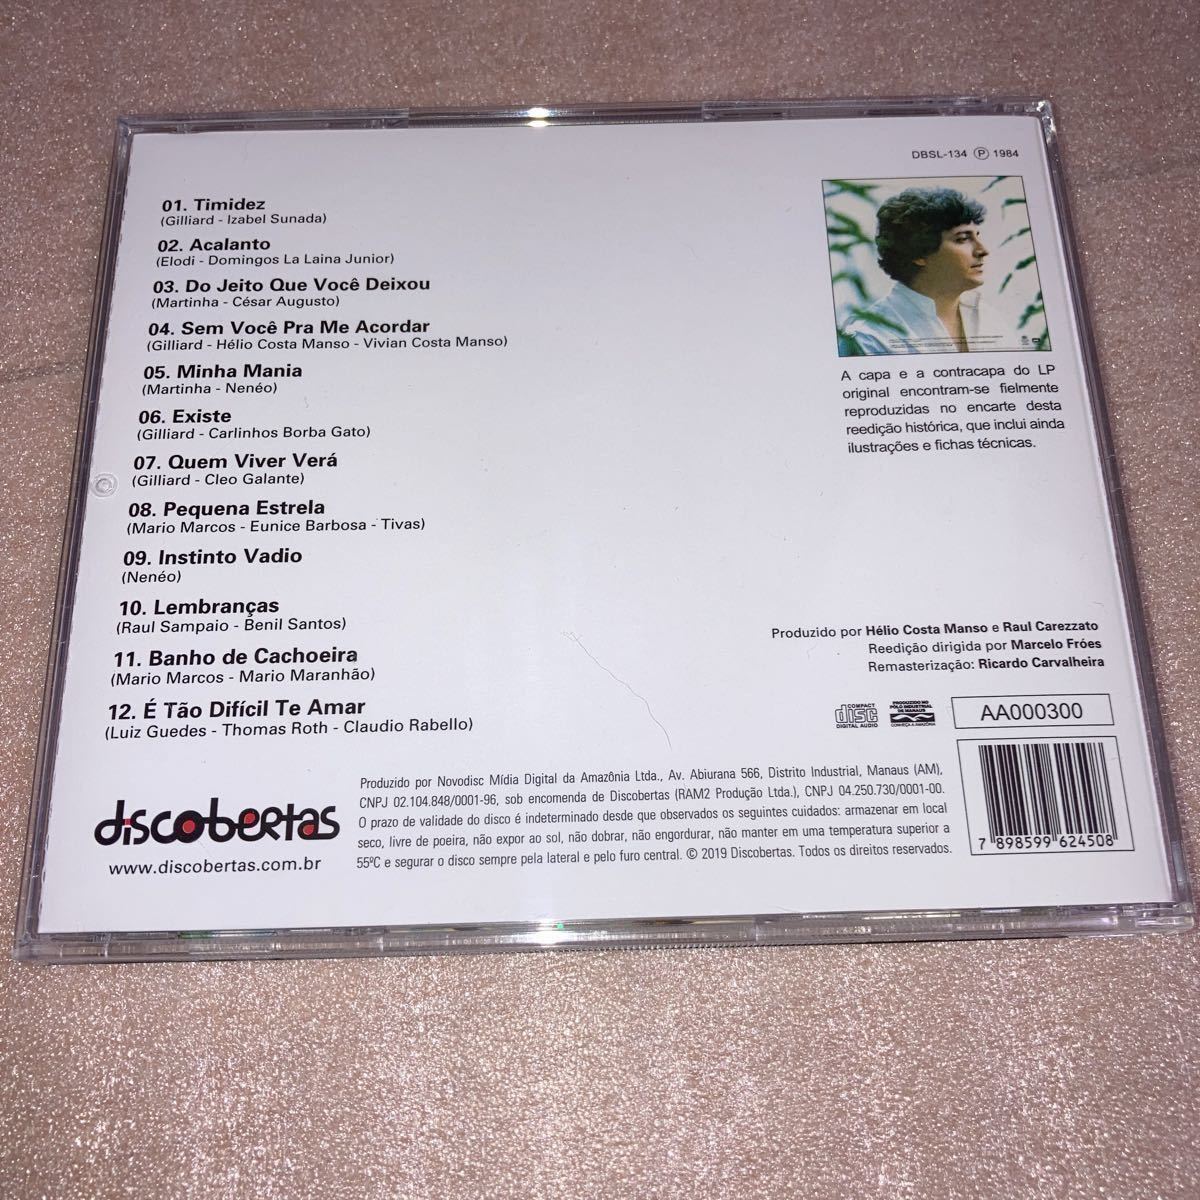 DBSL-134 Ⓟ 1984
01. Timidez
(Gilliard - Izabel Sunada)
02. Acalanto
(Elodi - Domingos La Laina Junior)
03. Do Jeito Que Você Deixou
(Martinha - César Augusto)
04. Sem Você Pra Me Acordar
(Gilliard - Hélio Costa Manso - Vivian Costa Manso)
05. Minha Mania
(Martinha - Nenéo)
06. Existe
(Gilliard - Carlinhos Borba Gato)
07. Quem Viver Verá
(Gilliard - Cleo Galante)
08. Pequena Estrela
(Mario Marcos - Eunice Barbosa - Tivas)
09. Instinto Vadio
(Nenéo)
10. Lembranças
(Raul Sampaio - Benil Santos)
11. Banho de Cachoeira
(Mario Marcos - Mario Maranhão)
12. É Tão Difícil Te Amar
(Luiz Guedes - Thomas Roth - Claudio Rabello)
A capa e a contracapa do LP
original encontram-se fielmente
reproduzidas no encarte desta
reedição histórica, que inclui ainda
ilustrações e fichas técnicas.
Produzido por Hélio Costa Manso e Raul Carezzato
Reedição dirigida por Marcelo Fróes
Remasterização: Ricardo Carvalheira
COMPACT
disc
DIGITAL AUDIO
PRODUZIDO NO
PÓLO INDUSTRIAL
DE MANAUS
CONHEÇA A AMAZÔNIA
AA000300
discobertas
www.discobertas.com.br
Produzido por Novodisc Mídia Digital da Amazônia Ltda., Av. Abiurana 566, Distrito Industrial, Manaus (AM),
CNPJ 02.104.848/0001-96, sob encomenda de Discobertas (RAM2 Produção Ltda.), CNPJ 04.250.730/0001-00.
O prazo de validade do disco é indeterminado desde que observados os seguintes cuidados: armazenar em local
seco, livre de poeira, não expor ao sol, não dobrar, não engordurar, não manter em uma temperatura superior a
55ºC e segurar o disco sempre pela lateral e pelo furo central. © 2019 Discobertas. Todos os direitos reservados.
7 898599 624508